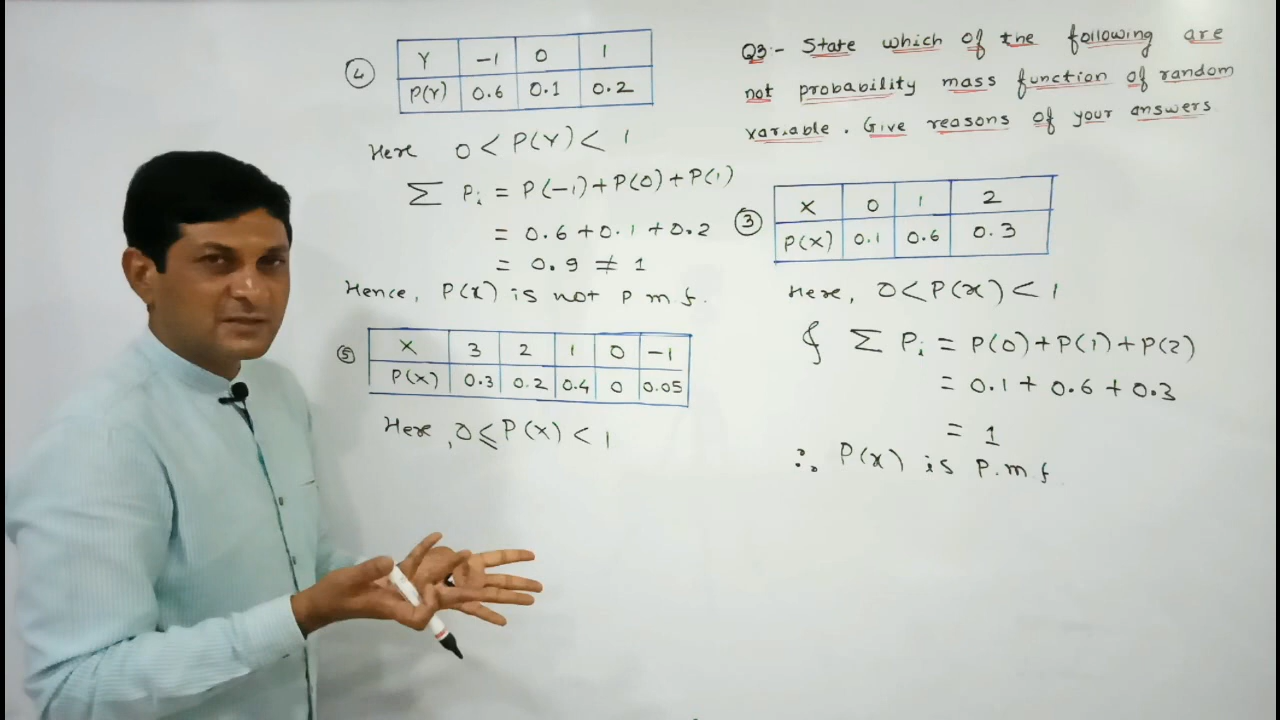 Q3:- State which of the following are
not probability mass function of random
variable. Give reasons of your answers
③ X 0 1 2
P(X) 0.1 0.6 0.3
Here, 0 < P(x) < 1
& Σ Pi = P(0) + P(1) + P(2)
= 0.1 + 0.6 + 0.3
= 1
∴ P(x) is P.m.f.
④ Y -1 0 1
P(Y) 0.6 0.1 0.2
Here 0 < P(Y) < 1
Σ Pi = P(-1) + P(0) + P(1)
= 0.6 + 0.1 + 0.2
= 0.9 ≠ 1
Hence, P(x) is not P m f.
⑤ X 3 2 1 0 -1
P(X) 0.3 0.2 0.4 0 0.05
Here, 0 ≤ P(X) < 1